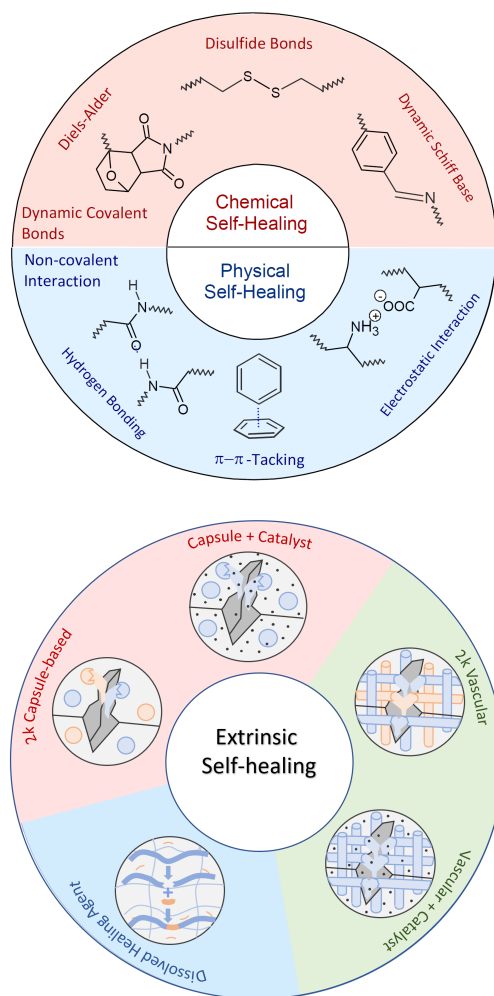 Disulfide Bonds
S
S
Diels-Alder
Dynamic Schiff Base
O
N
O
O
N
Dynamic Covalent
Bonds
Chemical
Self-Healing
Non-covalent
Interaction
Physical
Self-Healing
H
N
O
H
N
O
Hydrogen Bonding
π−π -Tacking
NH3
+
−
OOC
Electrostatic Interaction
Capsule + Catalyst
2k Capsule-based
2k Vascular
Extrinsic
Self-healing
+
Dissolved Healing Agent
Vascular + Catalyst